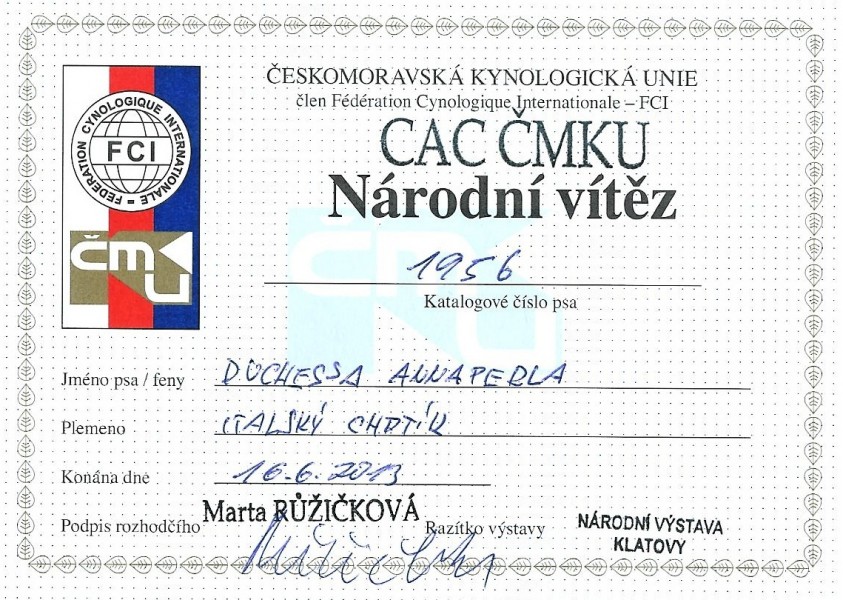 ČESKOMORAVSKÁ KYNOLOGICKÁ UNIE
člen Fédération Cynologique Internationale – FCI
FEDERATION CYNOLOGIQUE INTERNATIONALE
FCI
ČMKU
CAC ČMKU
Národní vítěz
1956
Katalogové číslo psa
Jméno psa / feny DUCHESSA ANNAPERLA
Plemeno ITALSKÝ CHRTÍK
Konána dne 16.6.2013
Podpis rozhodčího Marta RŮŽIČKOVÁ Razítko výstavy NÁRODNÍ VÝSTAVA
KLATOVY